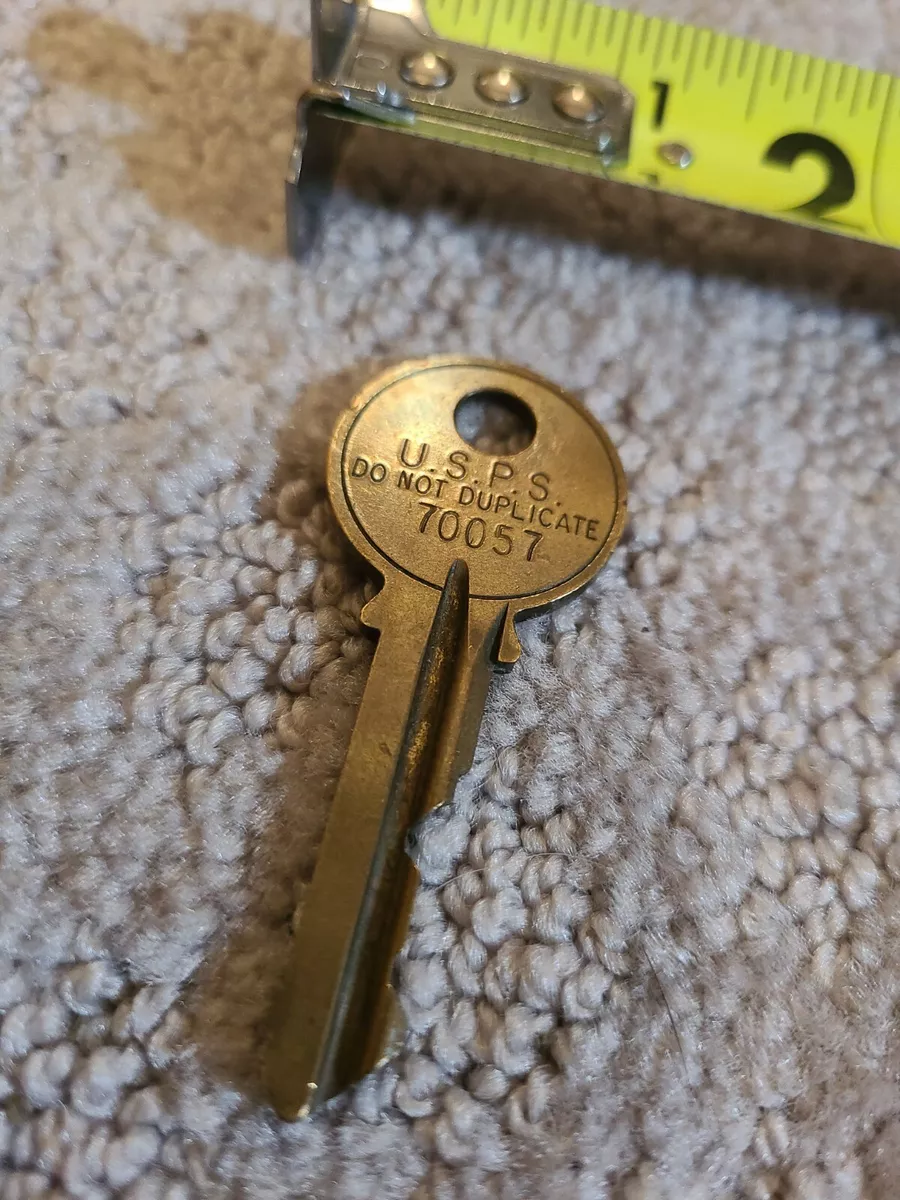 1
2
U.S.P.S.
DO NOT DUPLICATE
70057